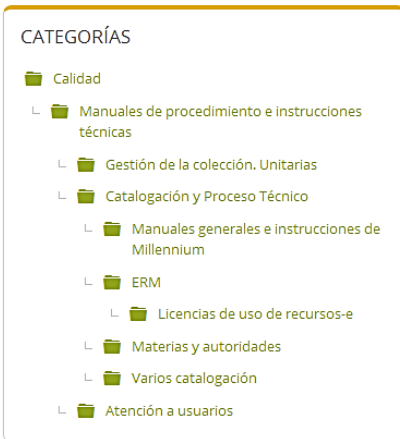 CATEGORÍAS
Calidad
Manuales de procedimiento e instrucciones
técnicas
Gestión de la colección. Unitarias
Catalogación y Proceso Técnico
Manuales generales e instrucciones de
Millennium
ERM
Licencias de uso de recursos-e
Materias y autoridades
Varios catalogación
Atención a usuarios